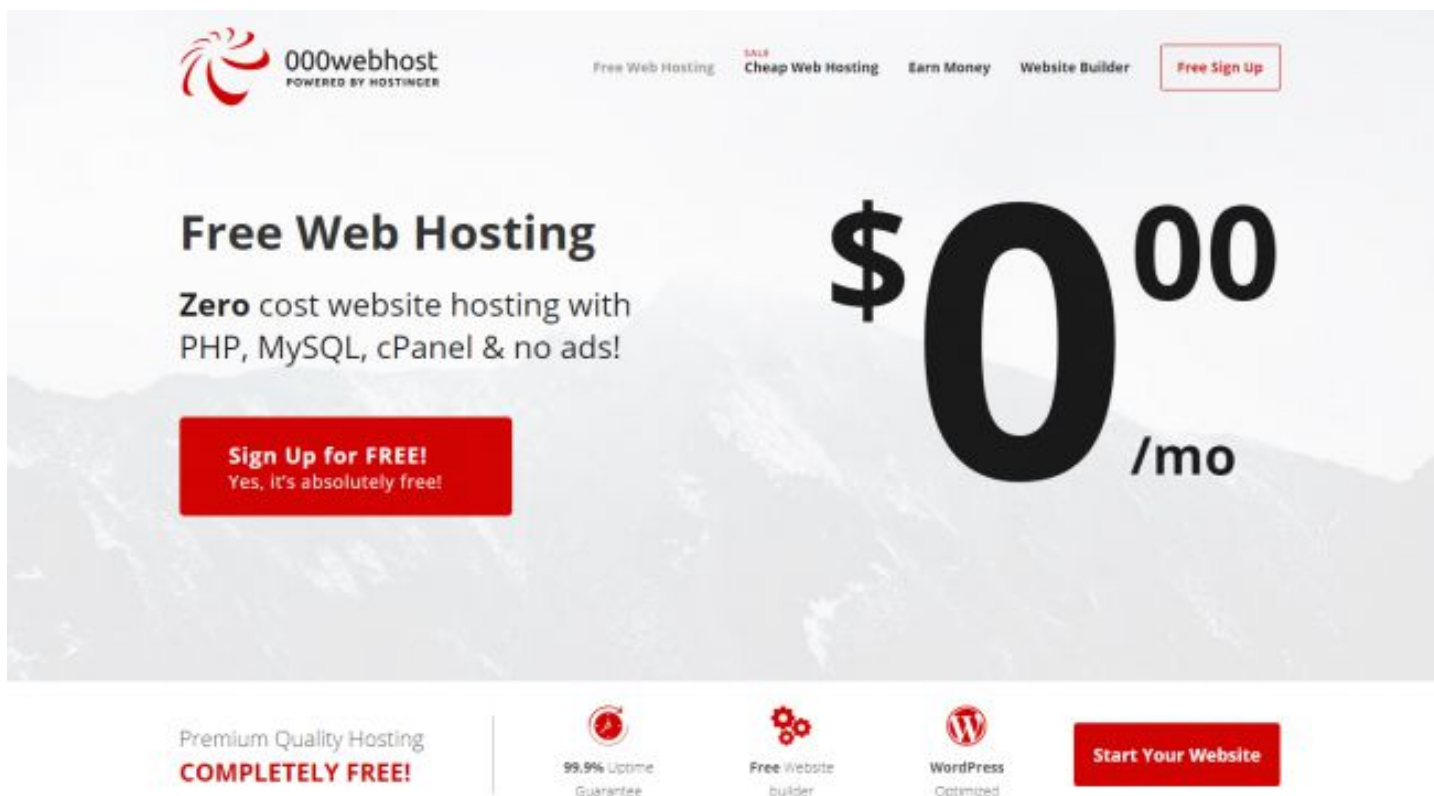 000webhost
POWERED BY HOSTINGER
Free Web Hosting
SALE
Cheap Web Hosting
Earn Money
Website Builder
Free Sign Up
Free Web Hosting
Zero cost website hosting with
PHP, MySQL, cPanel & no ads!
$0 00 /mo
Sign Up for FREE!
Yes, it's absolutely free!
Premium Quality Hosting
COMPLETELY FREE!
99.9% Uptime
Guarantee
Free Website
builder
WordPress
Optimized
Start Your Website